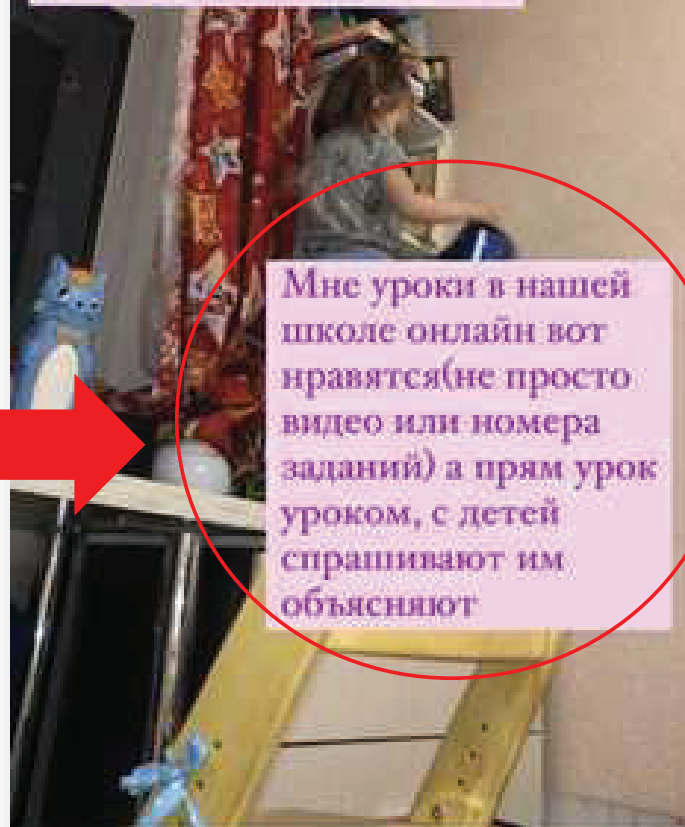 Мне уроки в нашей
школе онлайн вот
нравятся(не просто
видео или номера
заданий) а прям урок
уроком, с детей
спрашивают им
объясняют